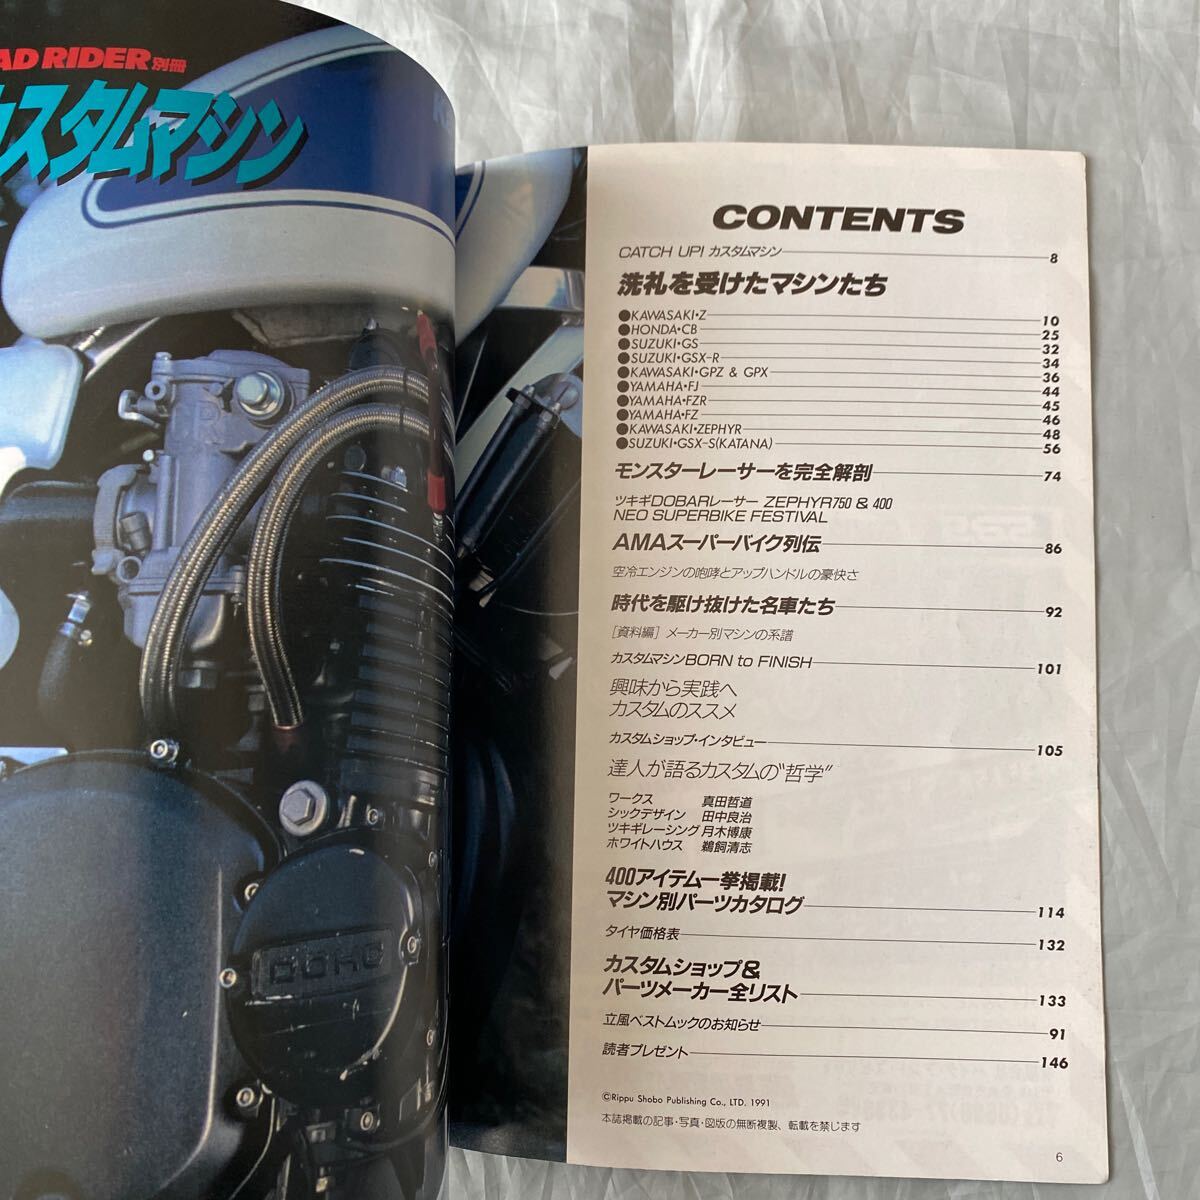 AD RIDER 別冊
カスタムマシン
DOHC
CONTENTS
CATCH UP! カスタムマシン 8
洗礼を受けたマシンたち
●KAWASAKI・Z 10
●HONDA・CB 25
●SUZUKI・GS 32
●SUZUKI・GSX-R 34
●KAWASAKI・GPZ & GPX 36
●YAMAHA・FJ 44
●YAMAHA・FZR 45
●YAMAHA・FZ 46
●KAWASAKI・ZEPHYR 48
●SUZUKI・GSX-S(KATANA) 56
モンスターレーサーを完全解剖 74
ツキギDOBARレーサー ZEPHYR750 & 400
NEO SUPERBIKE FESTIVAL
AMAスーパーバイク列伝 86
空冷エンジンの咆哮とアップハンドルの豪快さ
時代を駆け抜けた名車たち 92
[資料編] メーカー別マシンの系譜
カスタムマシンBORN to FINISH 101
興味から実践へ
カスタムのススメ
カスタムショップ・インタビュー 105
達人が語るカスタムの"哲学"
ワークス 真田哲道
シックデザイン 田中良治
ツキギレーシング 月木博康
ホワイトハウス 鵜飼清志
400アイテム一挙掲載!
マシン別パーツカタログ 114
タイヤ価格表 132
カスタムショップ&
パーツメーカー全リスト 133
立風ベストムックのお知らせ 91
読者プレゼント 146
©Rippu Shobo Publishing Co., LTD. 1991
本誌掲載の記事・写真・図版の無断複製、転載を禁じます
6